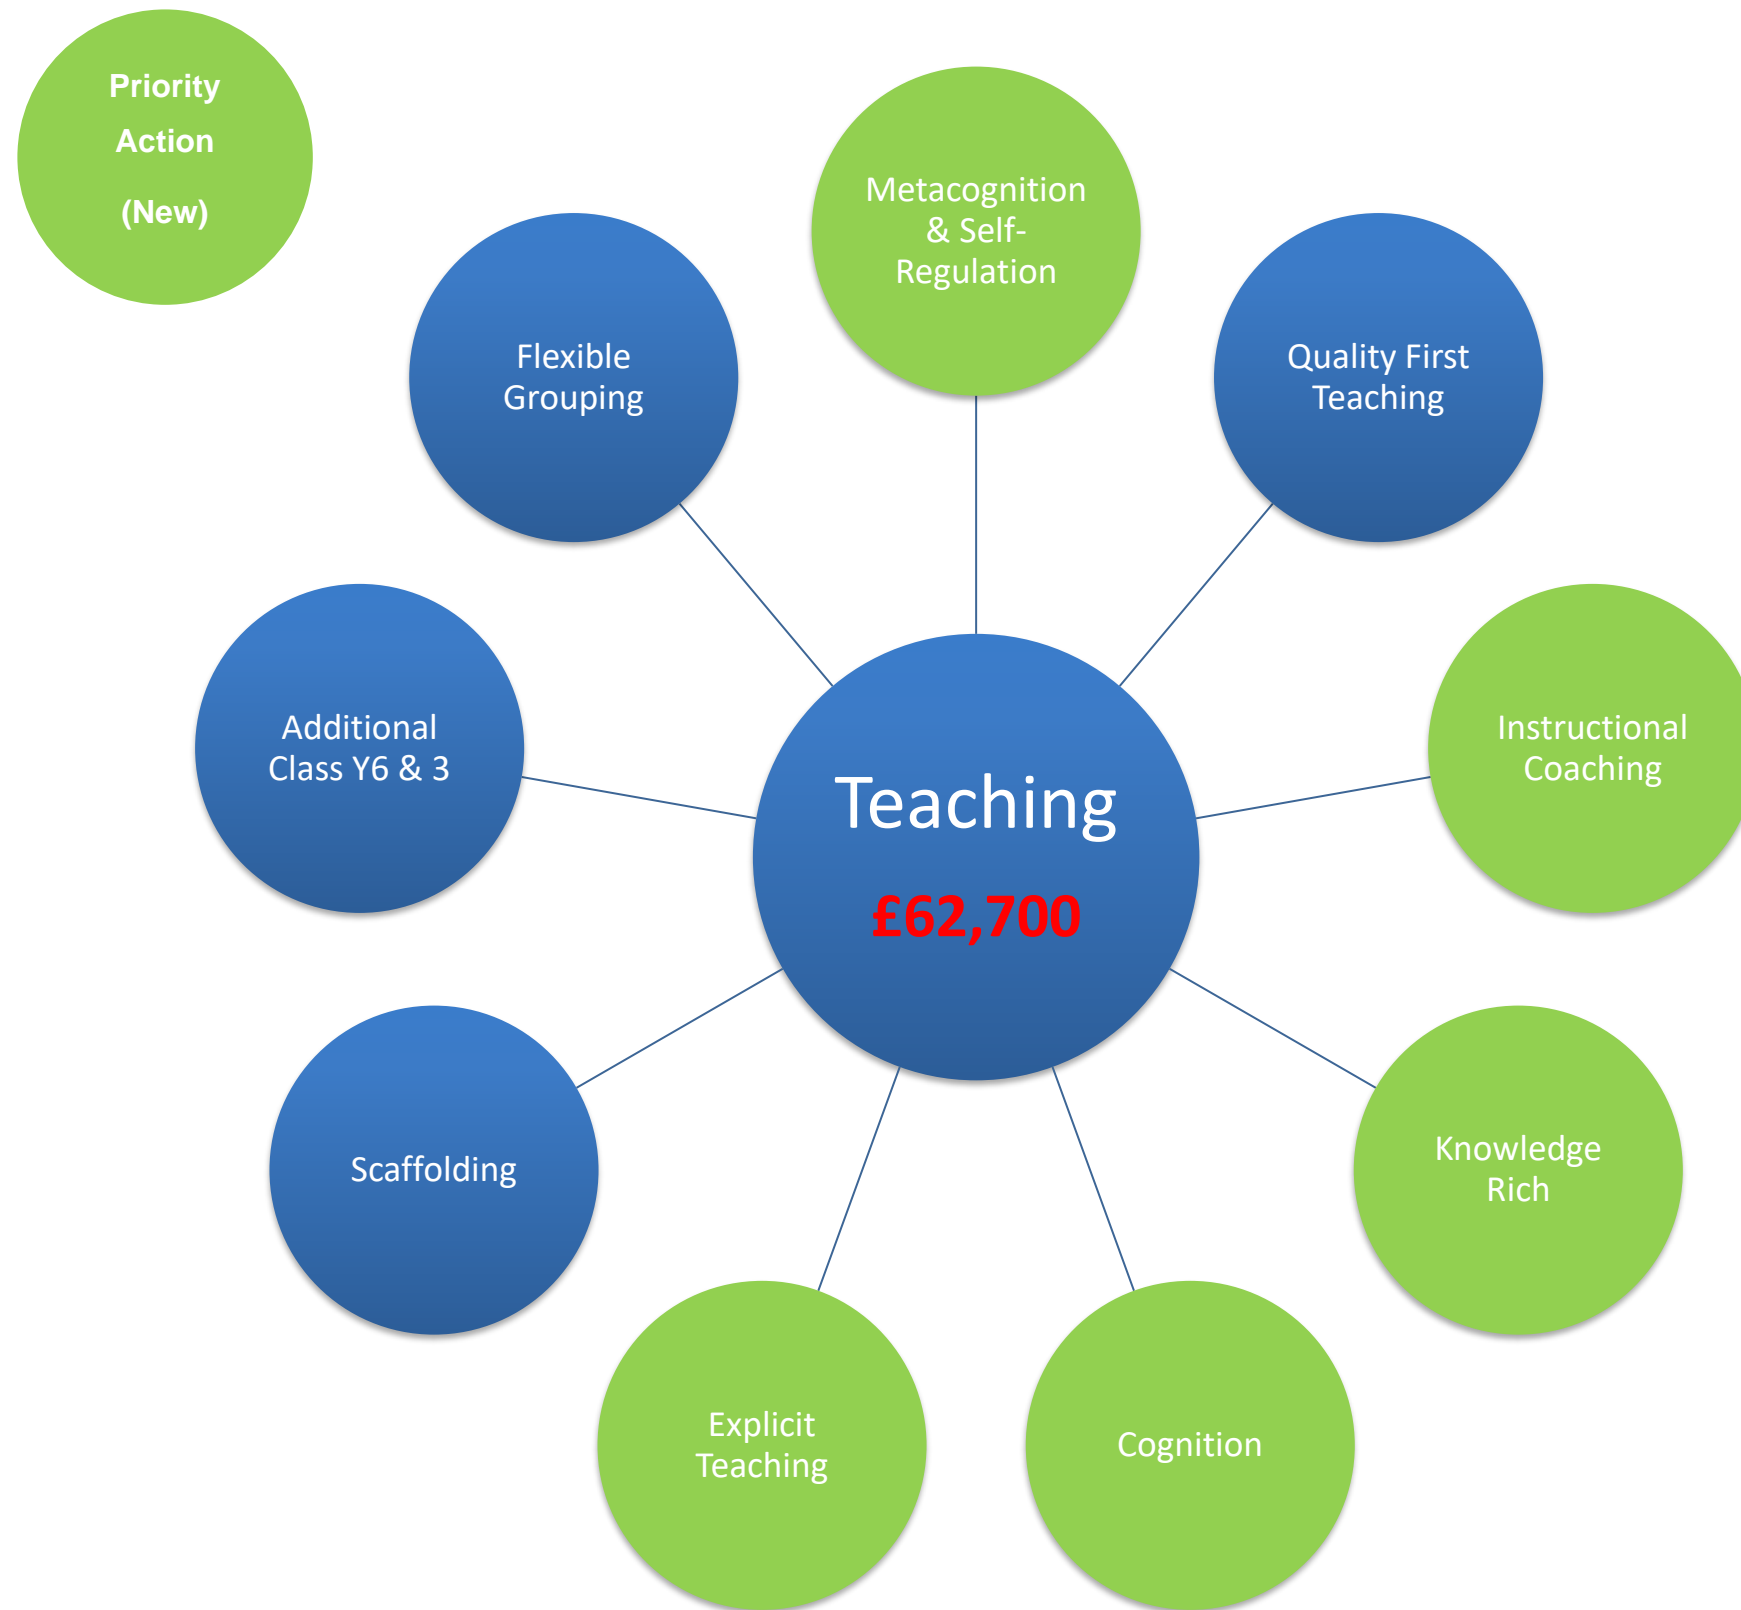 Priority
Action
(New)
Metacognition
& Self-
Regulation
Flexible
Grouping
Quality First
Teaching
Additional
Class Y6 & 3
Instructional
Coaching
Teaching
£62,700
Scaffolding
Knowledge
Rich
Explicit
Teaching
Cognition